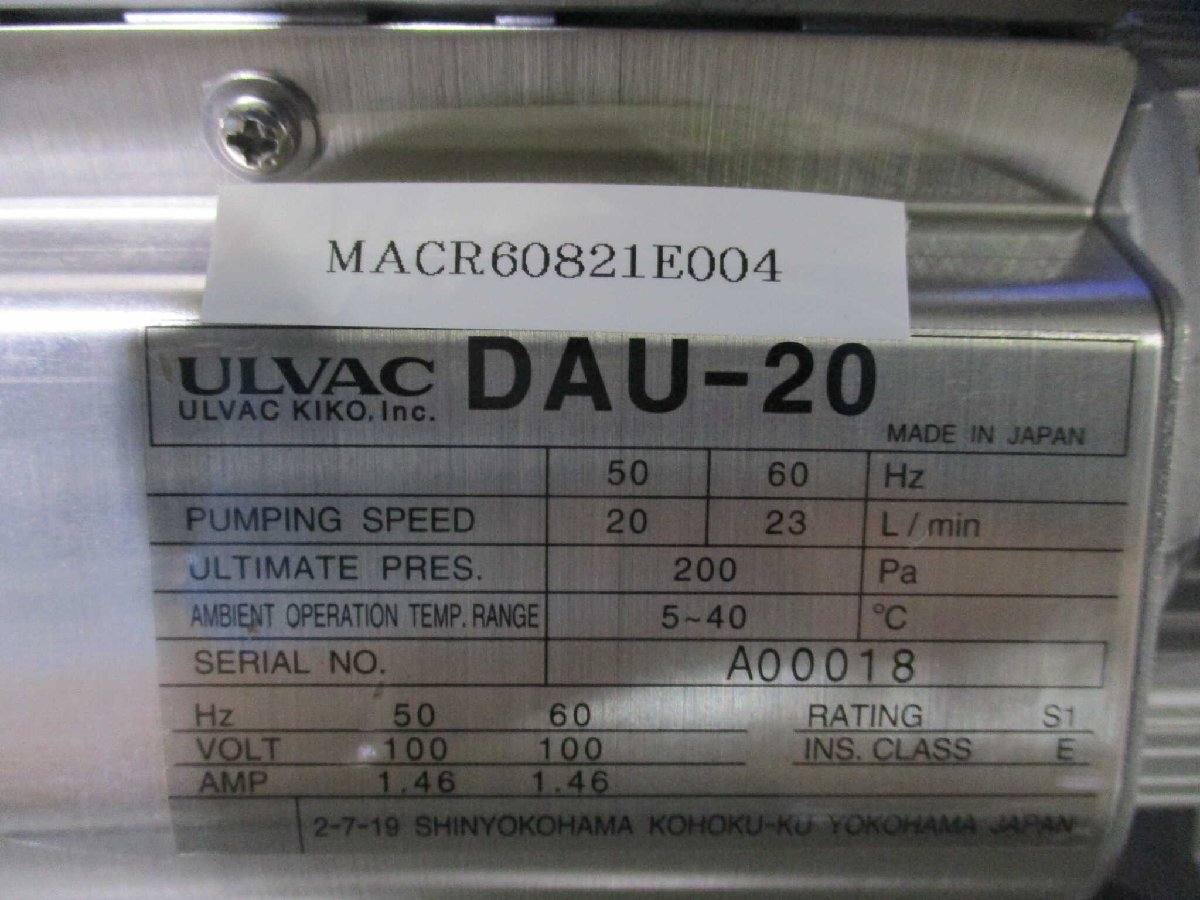 MACR60821E004
ULVAC DAU-20
ULVAC KIKO, Inc.
MADE IN JAPAN
50 60 Hz
PUMPING SPEED 20 23 L/min
ULTIMATE PRES. 200 Pa
AMBIENT OPERATION TEMP. RANGE 5~40 °C
SERIAL NO. A00018
Hz 50 60 RATING S1
VOLT 100 100 INS. CLASS E
AMP 1.46 1.46
2-7-19 SHINYOKOHAMA KOHOKU-KU YOKOHAMA JAPAN